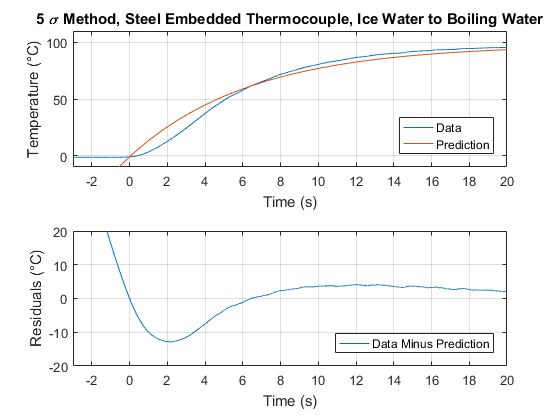 5 σ Method, Steel Embedded Thermocouple, Ice Water to Boiling Water
Temperature (°C)
100
50
0
-2 0 2 4 6 8 10 12 14 16 18 20
Time (s)
Data
Prediction
Residuals (°C)
20
10
0
-10
-20
-2 0 2 4 6 8 10 12 14 16 18 20
Time (s)
Data Minus Prediction